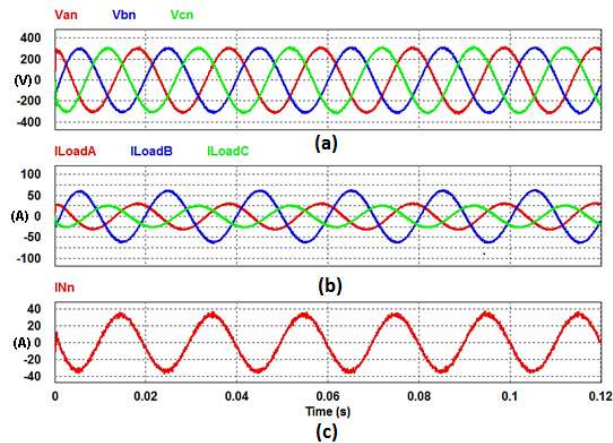 Van Vbn Vcn
400
200
(V) 0
-200
-400
(a)
ILoadA ILoadB ILoadC
100
50
(A) 0
-50
-100
(b)
INn
40
20
(A) 0
-20
-40
0 0.02 0.04 0.06 0.08 0.1 0.12
Time (s)
(c)